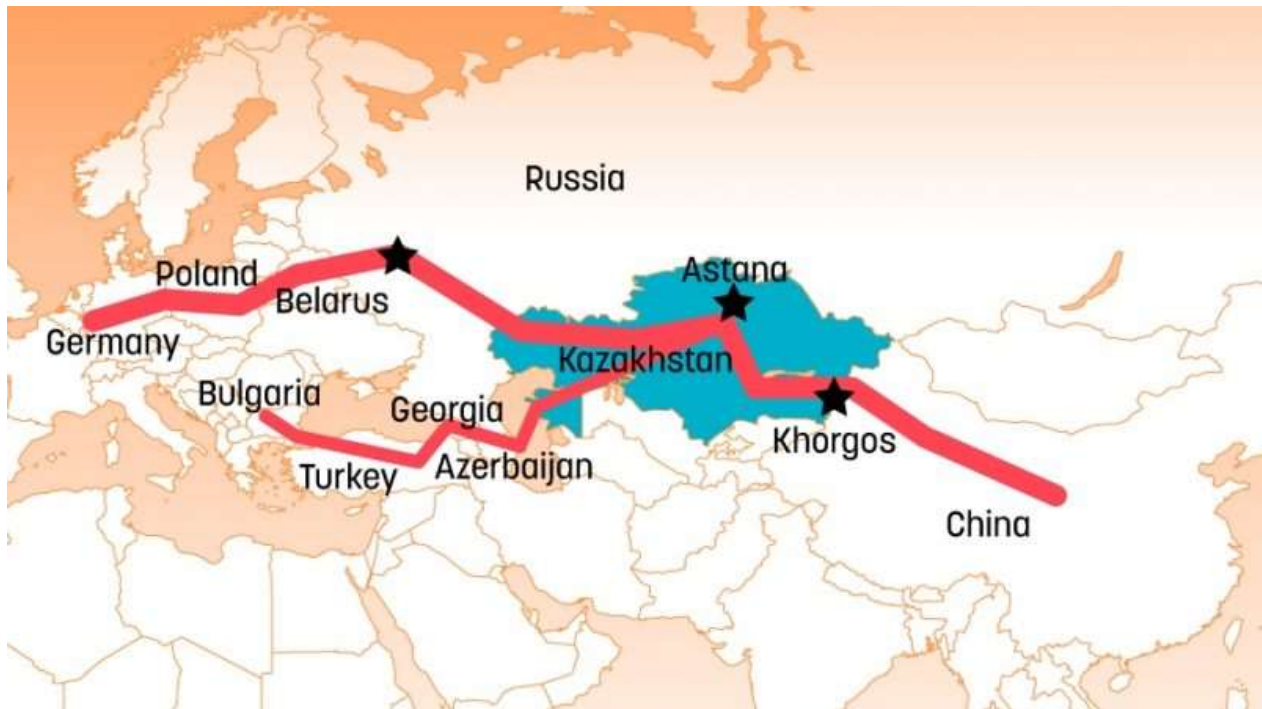 Russia
Astana
Poland
Belarus
Germany
Kazakhstan
Bulgaria
Georgia
Khorgos
Turkey
Azerbaijan
China